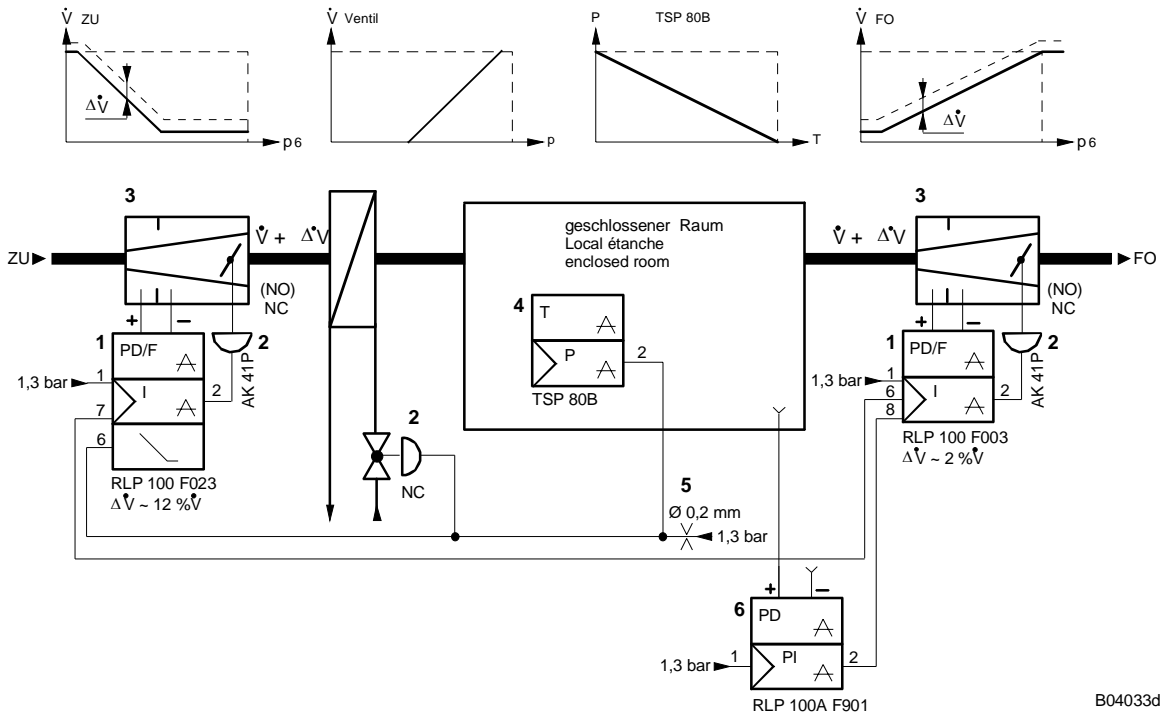 V̇ ZU
ΔV̇
p6
V̇ Ventil
p
P
TSP 80B
T
V̇ FO
ΔV̇
p6
3
V̇ + ΔV̇
ZU
(NO)
NC
+
−
1
PD/F
2
1,3 bar
1
I
2
AK 41P
7
6
RLP 100 F023
ΔV̇ ~ 12 %V̇
2
NC
geschlossener Raum
Local étanche
enclosed room
4
T
P
2
TSP 80B
5
Ø 0,2 mm
1,3 bar
3
V̇ + ΔV̇
FO
(NO)
NC
+
−
1
PD/F
2
1,3 bar
1
6
8
I
2
AK 41P
RLP 100 F003
ΔV̇ ~ 2 %V̇
+
−
6
PD
1,3 bar
1
PI
2
RLP 100A F901
B04033d